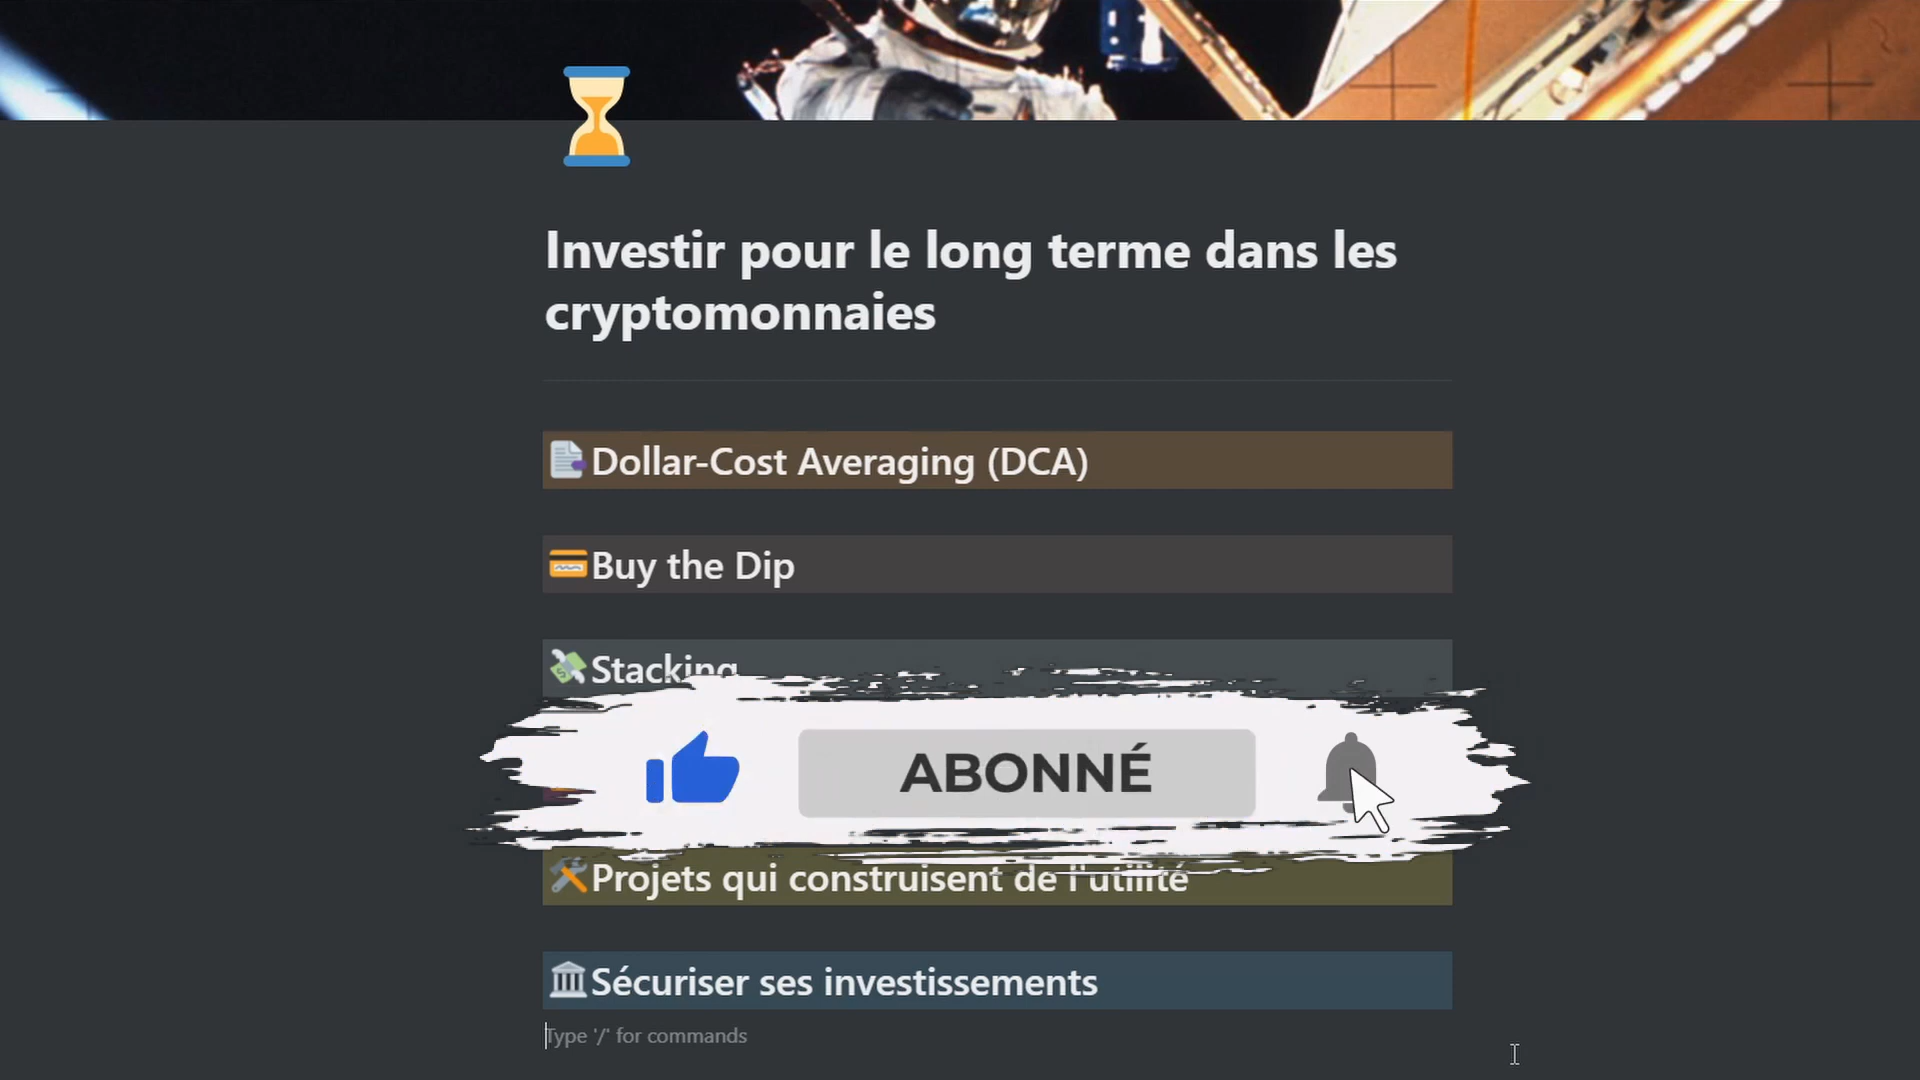 Investir pour le long terme dans les
cryptomonnaies
Dollar-Cost Averaging (DCA)
Buy the Dip
Stacking
ABONNÉ
Projets qui construisent de l'utilité
Sécuriser ses investissements
Type '/' for commands